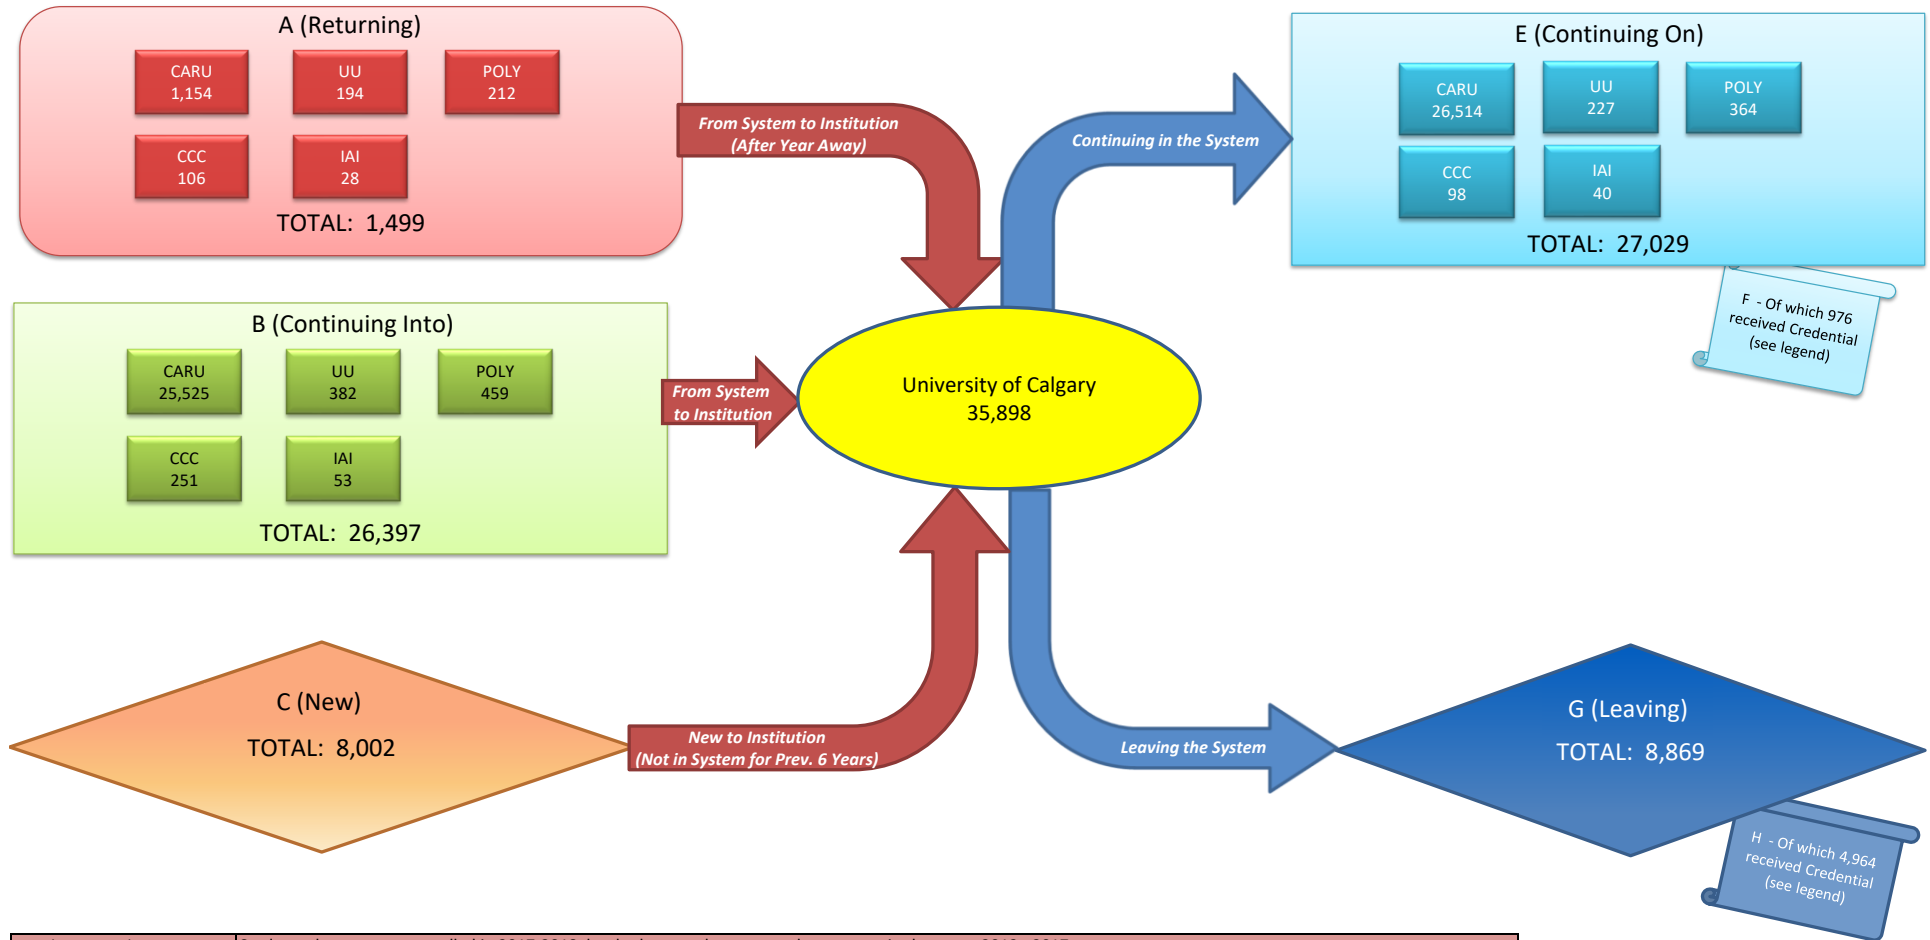 A (Returning)
CARU
1,154
UU
194
POLY
212
CCC
106
IAI
28
TOTAL: 1,499
From System to Institution
(After Year Away)
B (Continuing Into)
CARU
25,525
UU
382
POLY
459
CCC
251
IAI
53
TOTAL: 26,397
From System
to Institution
C (New)
TOTAL: 8,002
New to Institution
(Not in System for Prev. 6 Years)
University of Calgary
35,898
Continuing in the System
E (Continuing On)
CARU
26,514
UU
227
POLY
364
CCC
98
IAI
40
TOTAL: 27,029
F - Of which 976
received Credential
(see legend)
Leaving the System
G (Leaving)
TOTAL: 8,869
H - Of which 4,964
received Credential
(see legend)